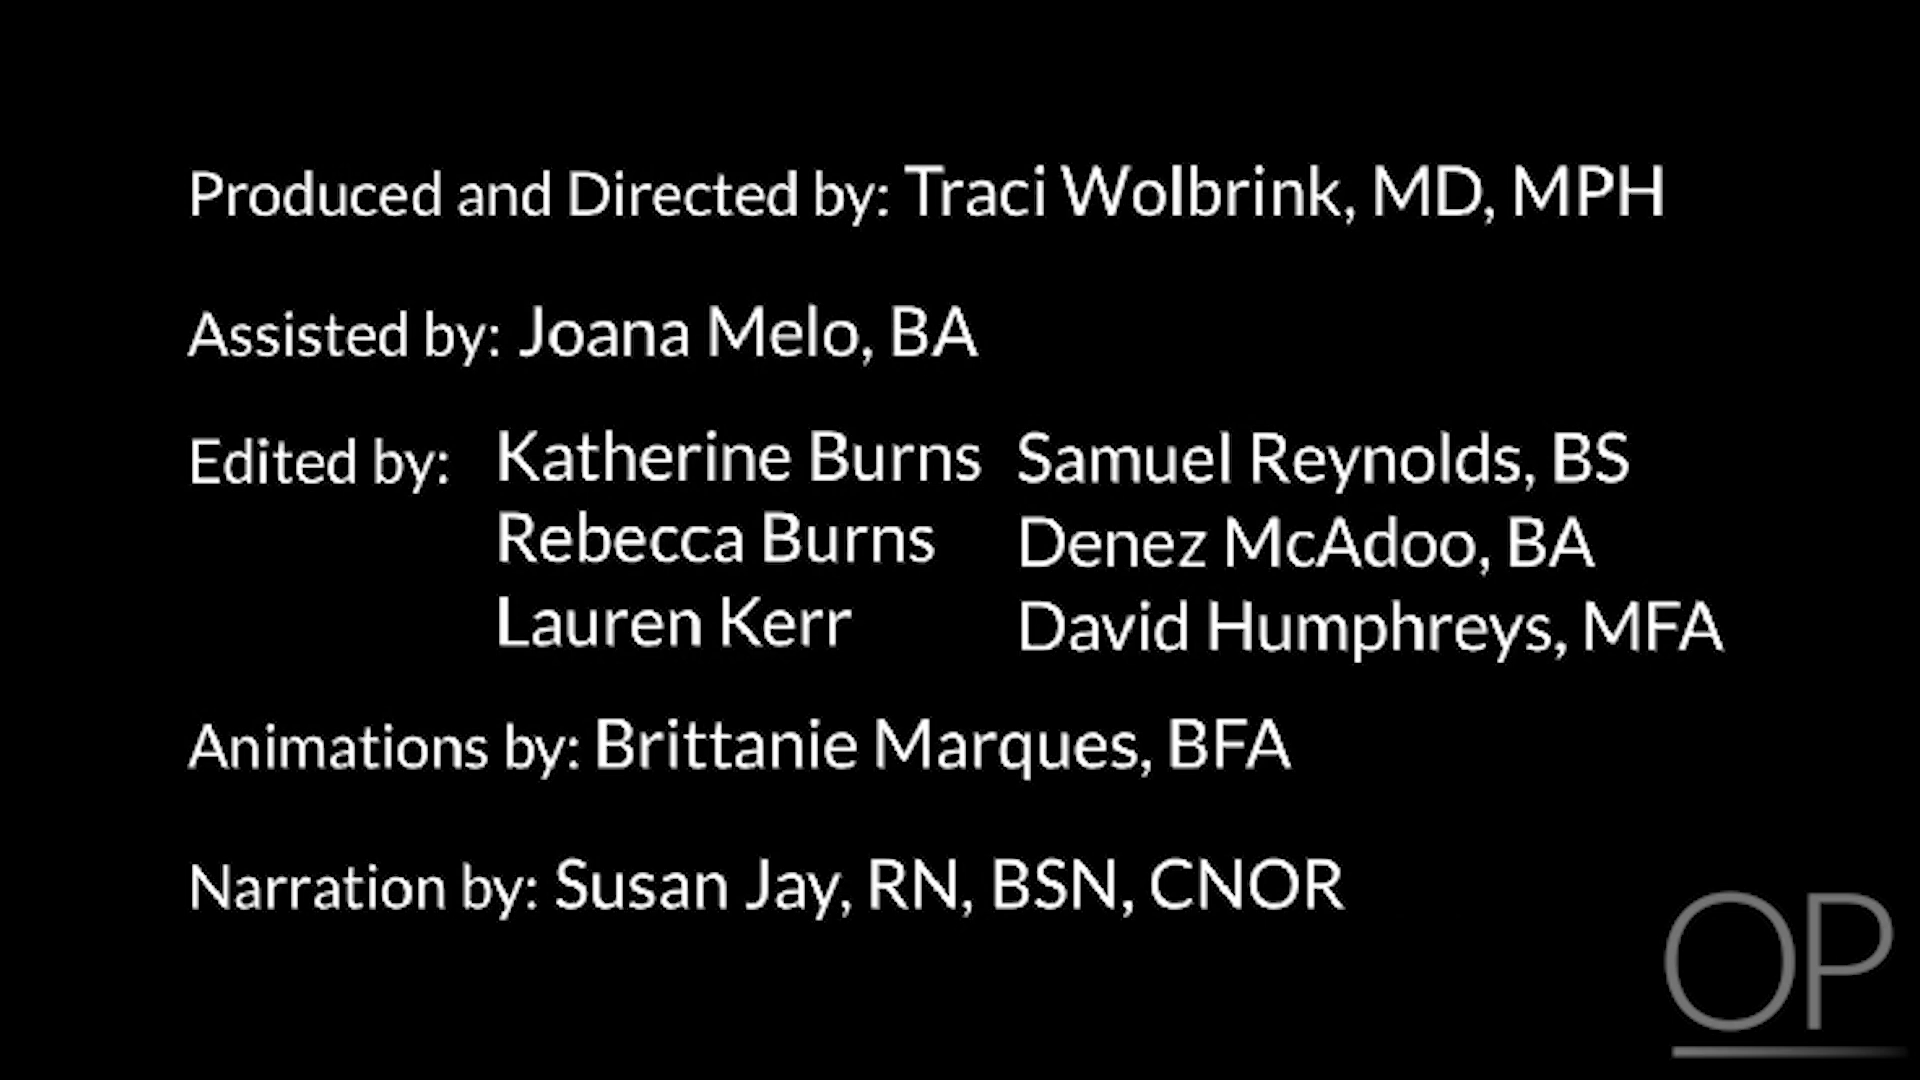 Produced and Directed by: Traci Wolbrink, MD, MPH
Assisted by: Joana Melo, BA
Edited by: Katherine Burns Samuel Reynolds, BS
Rebecca Burns Denez McAdoo, BA
Lauren Kerr David Humphreys, MFA
Animations by: Brittanie Marques, BFA
Narration by: Susan Jay, RN, BSN, CNOR
OP